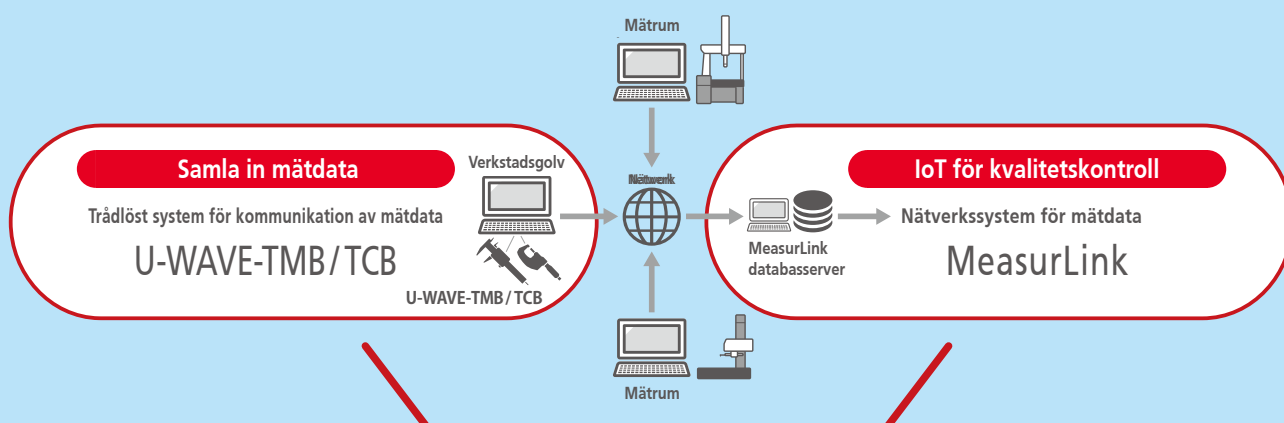 Mätrum
Samla in mätdata
Trådlöst system för kommunikation av mätdata
U-WAVE-TMB/TCB
Verkstadsgolv
U-WAVE-TMB/TCB
IoT för kvalitetskontroll
MeasurLink
databasserver
Nätverkssystem för mätdata
MeasurLink
Mätrum